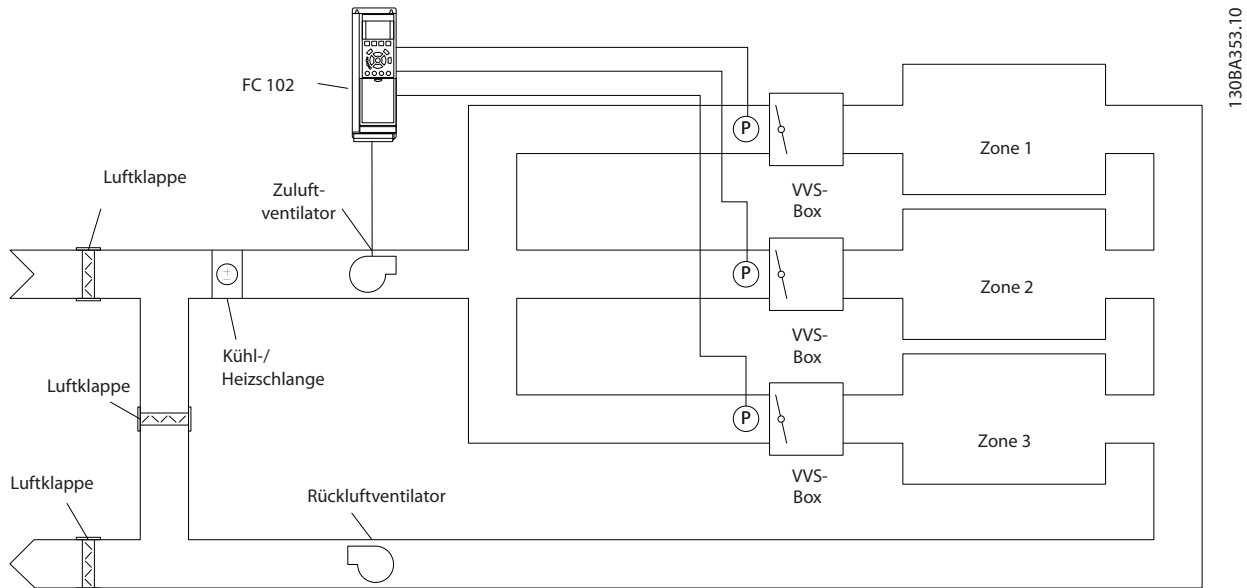 130BA353.10
FC 102
P
Zone 1
Luftklappe
Zuluft-
ventilator
VVS-
Box
P
Zone 2
VVS-
Box
Kühl-/
Heizschlange
Luftklappe
P
Zone 3
VVS-
Box
Luftklappe
Rückluftventilator